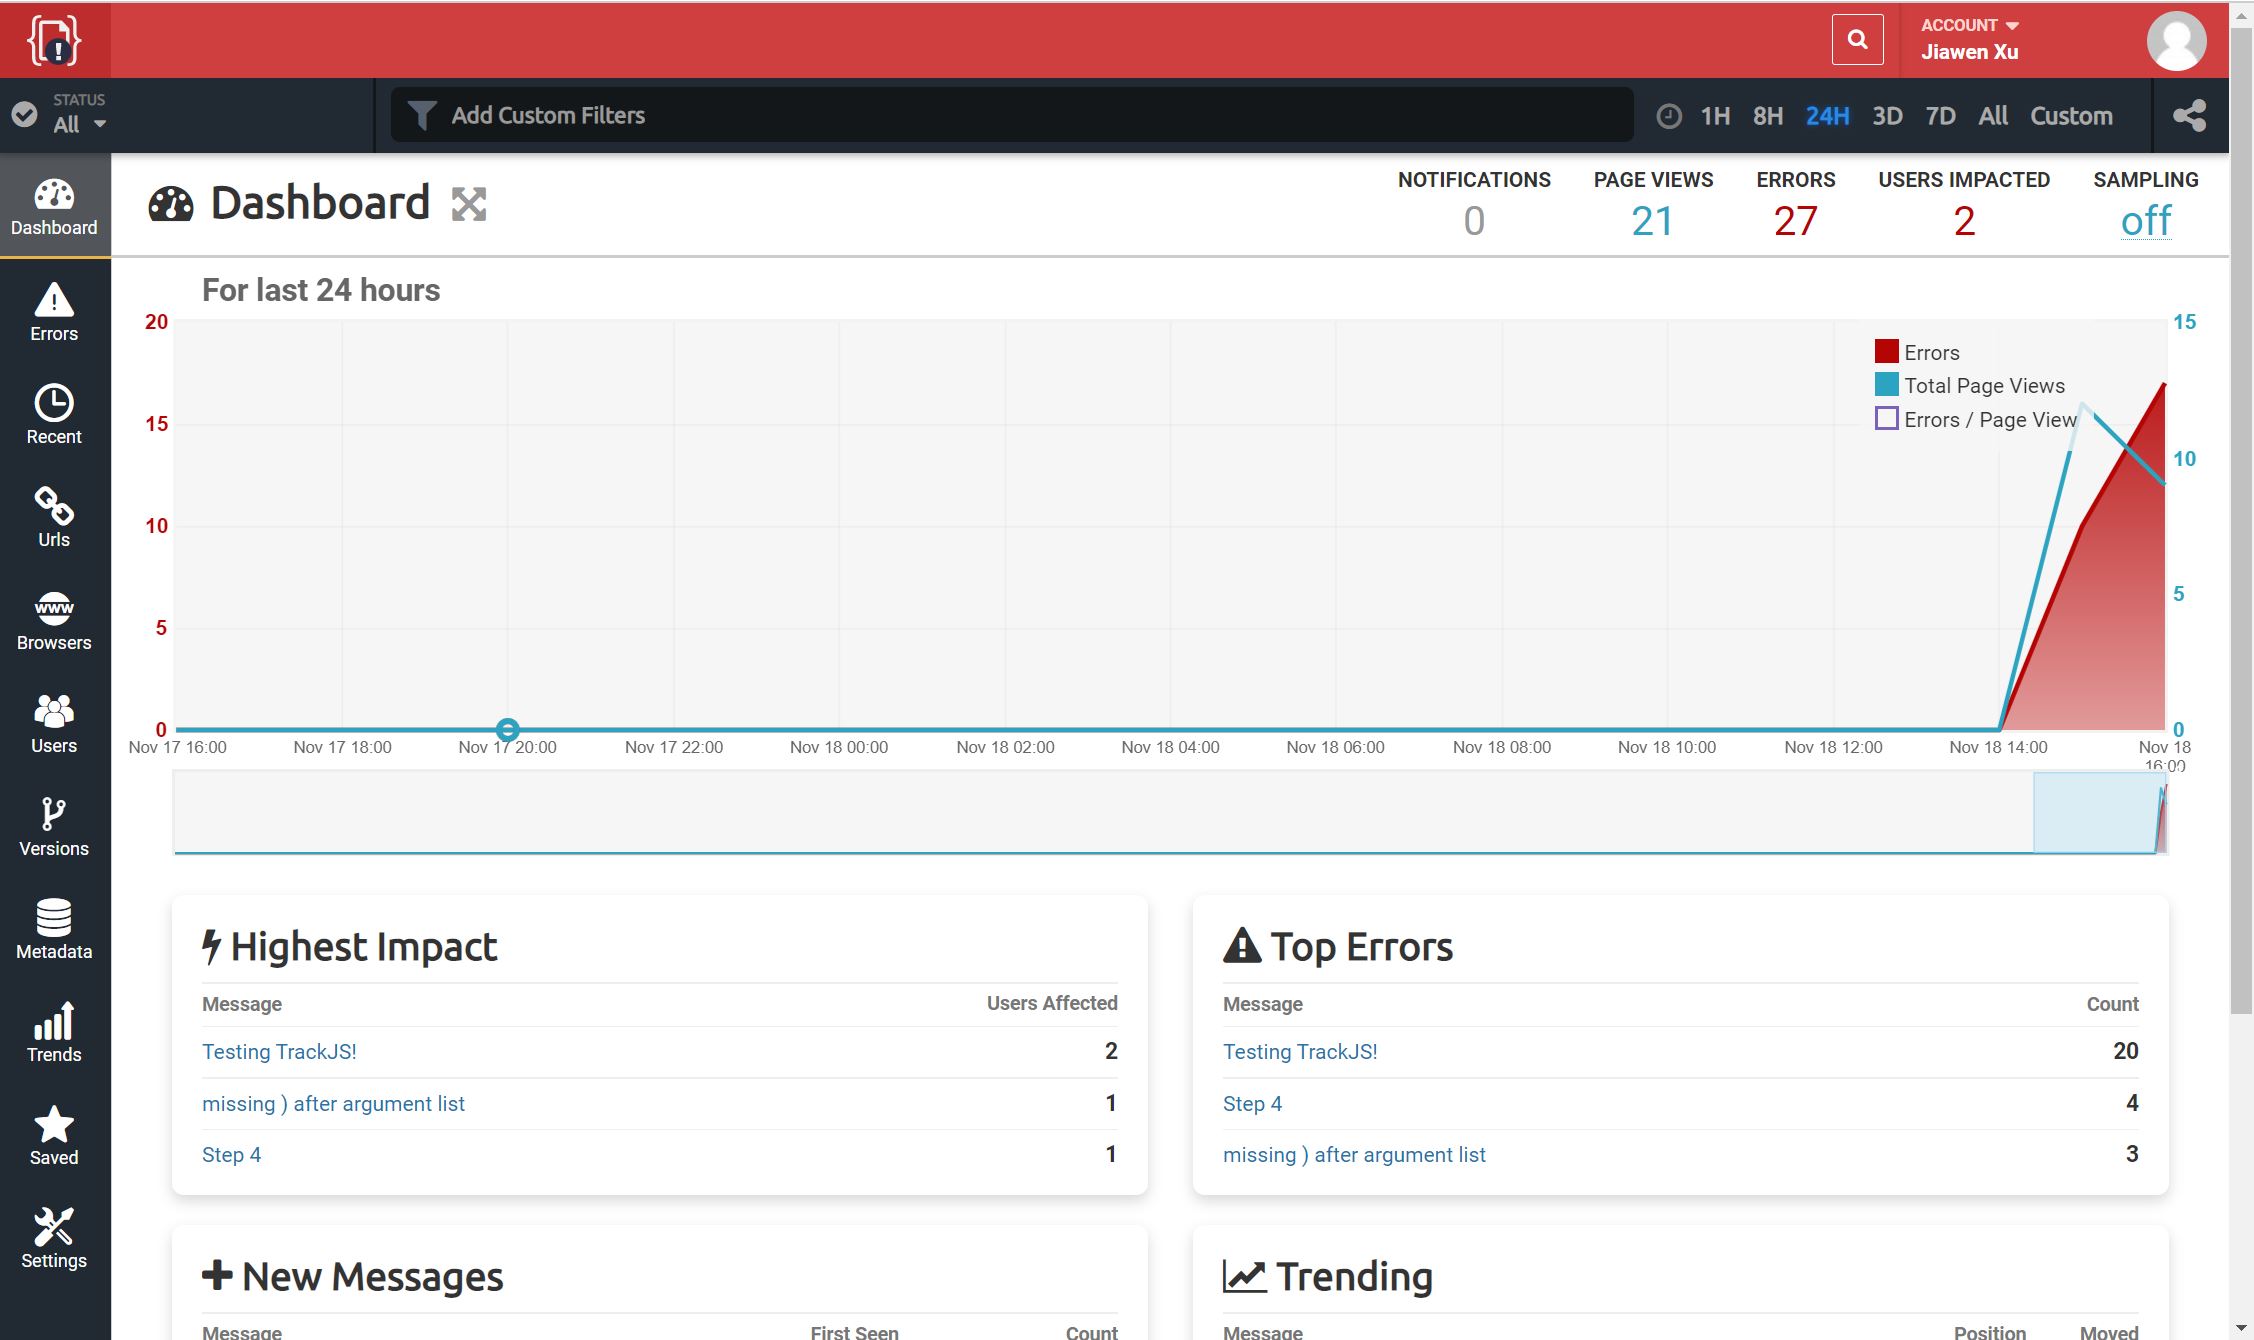 ACCOUNT
Jiawen Xu
STATUS
All
Add Custom Filters
1H 8H 24H 3D 7D All Custom
Dashboard
Errors
Recent
Urls
www
Browsers
Users
Versions
Metadata
Trends
Saved
Settings
Dashboard
NOTIFICATIONS PAGE VIEWS ERRORS USERS IMPACTED SAMPLING
0 21 27 2 off
For last 24 hours
20
15
10
5
0
15
10
5
0
Errors
Total Page Views
Errors / Page View
Nov 17 16:00 Nov 17 18:00 Nov 17 20:00 Nov 17 22:00 Nov 18 00:00 Nov 18 02:00 Nov 18 04:00 Nov 18 06:00 Nov 18 08:00 Nov 18 10:00 Nov 18 12:00 Nov 18 14:00 Nov 18
16:00
Highest Impact
Message Users Affected
Testing TrackJS! 2
missing ) after argument list 1
Step 4 1
Top Errors
Message Count
Testing TrackJS! 20
Step 4 4
missing ) after argument list 3
New Messages
Message First Seen Count
Trending
Message Position Moved